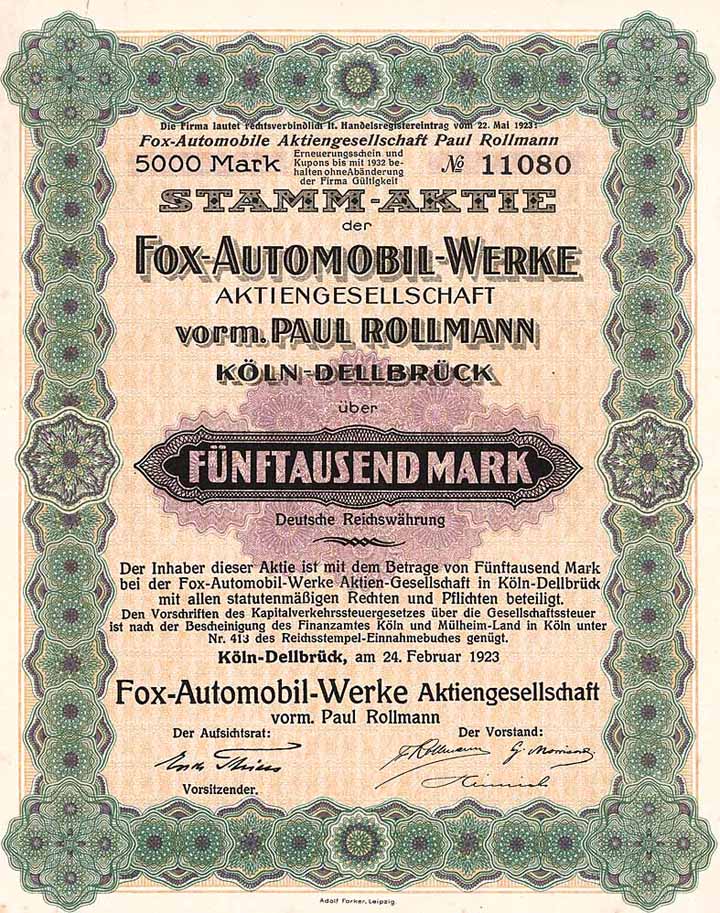 Die Firma lautet rechtsverbindlich lt. Handelsregistereintrag vom 22. Mai 1923:
Fox-Automobile Aktiengesellschaft Paul Rollmann
5000 Mark
Erneuerungsschein und
Kupons bis mit 1932 be-
halten ohne Abänderung
der Firma Gültigkeit
No 11080
STAMM-AKTIE
der
FOX-AUTOMOBIL-WERKE
AKTIENGESELLSCHAFT
vorm. PAUL ROLLMANN
KÖLN-DELLBRÜCK
über
FÜNFTAUSEND MARK
Deutsche Reichswährung
Der Inhaber dieser Aktie ist mit dem Betrage von Fünftausend Mark
bei der Fox-Automobil-Werke Aktien-Gesellschaft in Köln-Dellbrück
mit allen statutenmäßigen Rechten und Pflichten beteiligt.
Den Vorschriften des Kapitalverkehrssteuergesetzes über die Gesellschaftssteuer
ist nach der Bescheinigung des Finanzamtes Köln und Mülheim-Land in Köln unter
Nr. 413 des Reichsstempel-Einnahmebuches genügt.
Köln-Dellbrück, am 24. Februar 1923
Fox-Automobil-Werke Aktiengesellschaft
vorm. Paul Rollmann
Der Aufsichtsrat:
Der Vorstand:
Rollmann
Vorsitzender.
Heinrich
Adolf Forker, Leipzig.